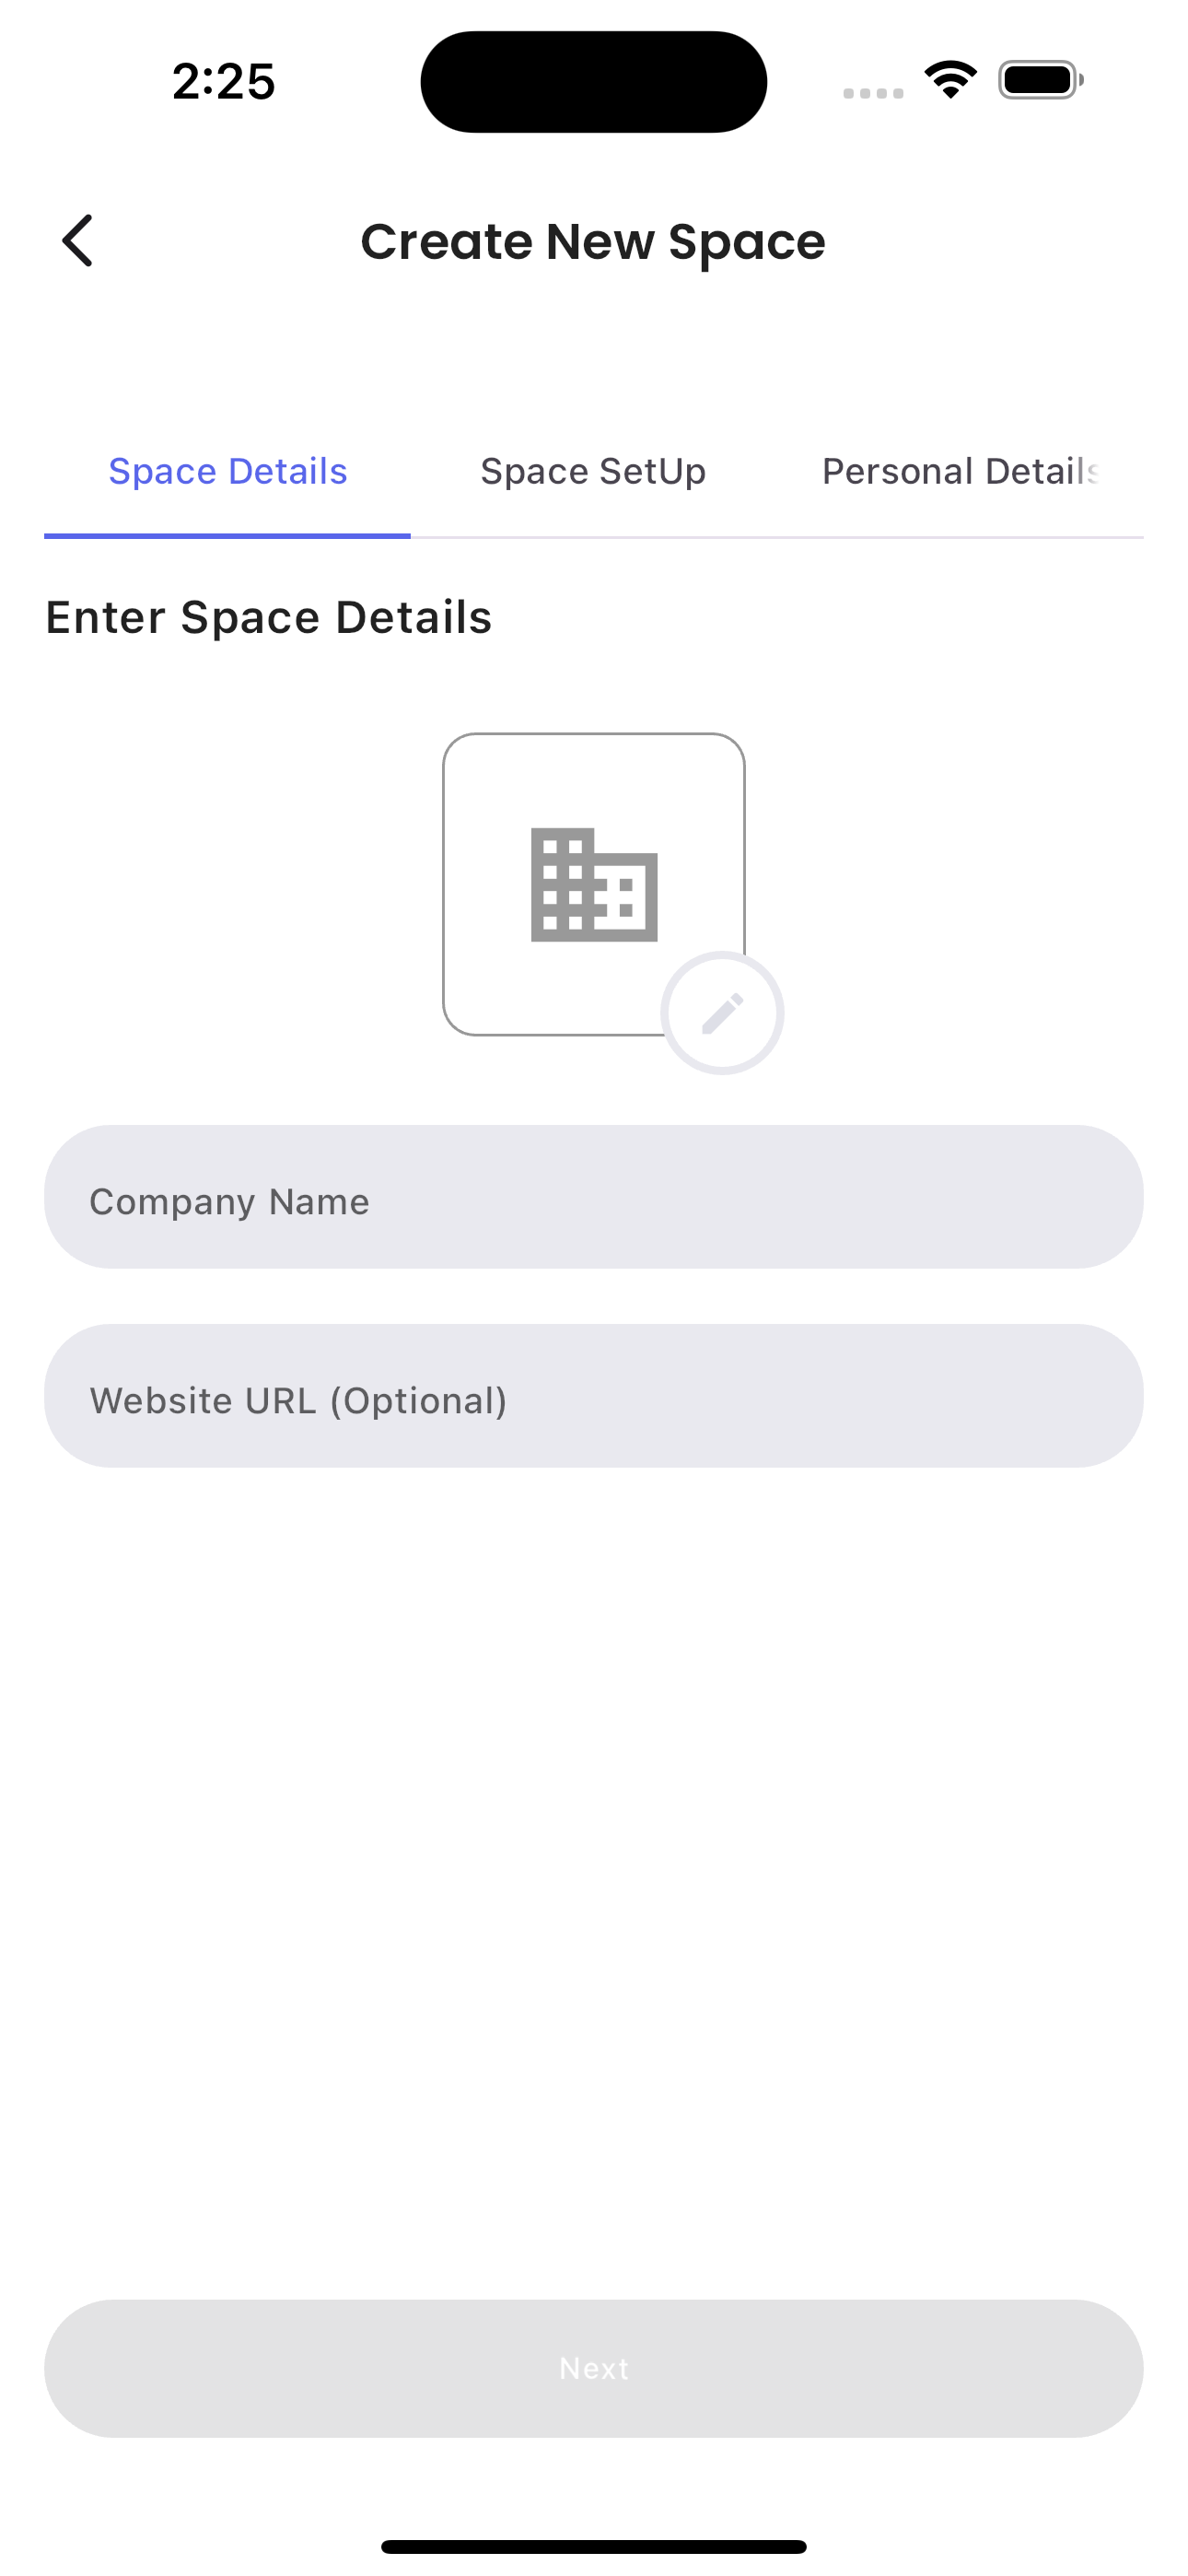 2:25
Create New Space
Space Details
Space SetUp
Personal Details
Enter Space Details
Company Name
Website URL (Optional)
Next